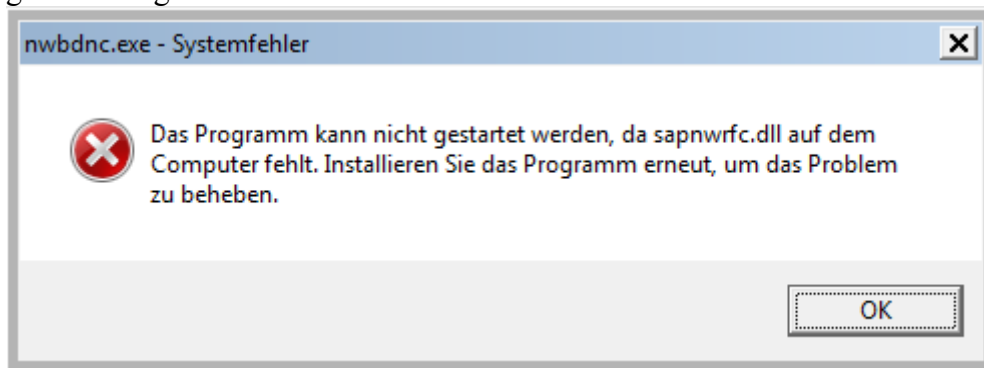 nwbdnc.exe - Systemfehler
Das Programm kann nicht gestartet werden, da sapnwrfc.dll auf dem
Computer fehlt. Installieren Sie das Programm erneut, um das Problem
zu beheben.
OK